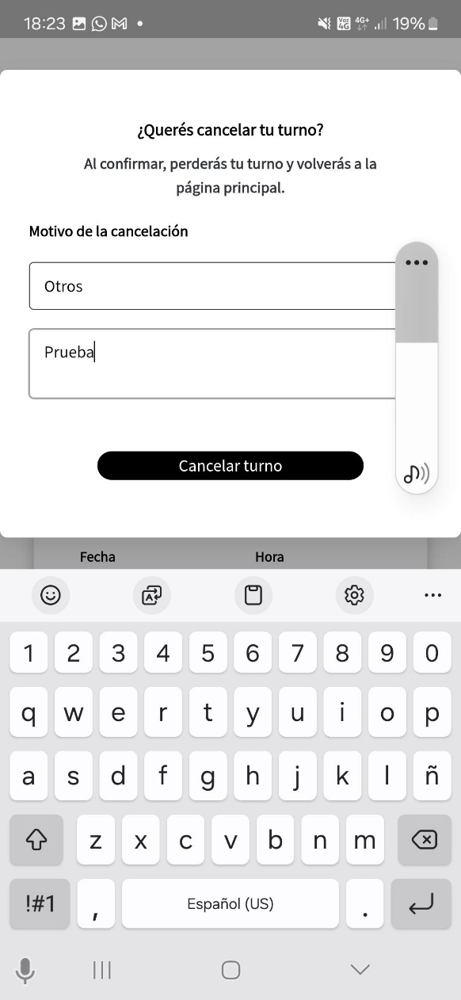 18:23
4G+ 19%
¿Querés cancelar tu turno?
Al confirmar, perderás tu turno y volverás a la
página principal.
Motivo de la cancelación
Otros
Prueba
Cancelar turno
Fecha Hora
1 2 3 4 5 6 7 8 9 0
q w e r t y u i o p
a s d f g h j k l ñ
z x c v b n m
!#1 , Español (US) .